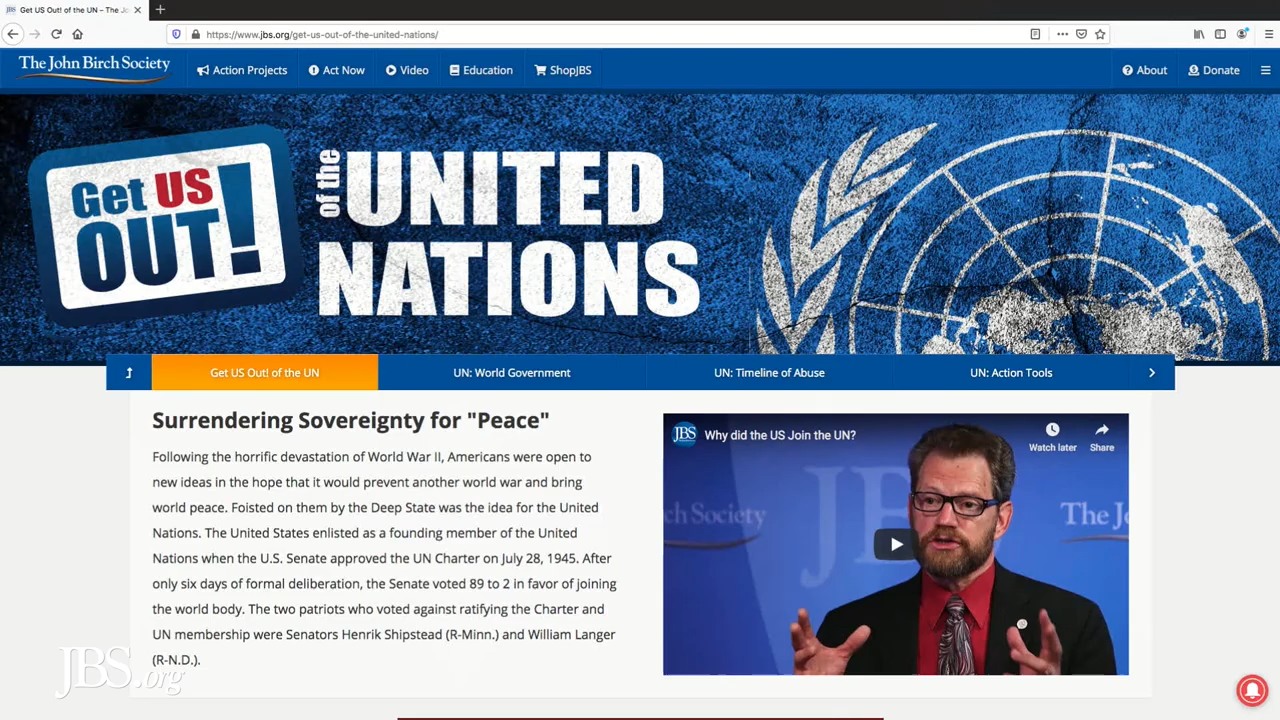 Get US Out! of the UN – The Jo
https://www.jbs.org/get-us-out-of-the-united-nations/
The John Birch Society
Action Projects
Act Now
Video
Education
ShopJBS
About
Donate
Get US
OUT!
of the UNITED
NATIONS
Get US Out! of the UN
UN: World Government
UN: Timeline of Abuse
UN: Action Tools
Surrendering Sovereignty for "Peace"
Following the horrific devastation of World War II, Americans were open to
new ideas in the hope that it would prevent another world war and bring
world peace. Foisted on them by the Deep State was the idea for the United
Nations. The United States enlisted as a founding member of the United
Nations when the U.S. Senate approved the UN Charter on July 28, 1945. After
only six days of formal deliberation, the Senate voted 89 to 2 in favor of joining
the world body. The two patriots who voted against ratifying the Charter and
UN membership were Senators Henrik Shipstead (R-Minn.) and William Langer
(R-N.D.).
JBS
Why did the US Join the UN?
Watch later
Share
ch Society
JB
The Jo
JBS.org